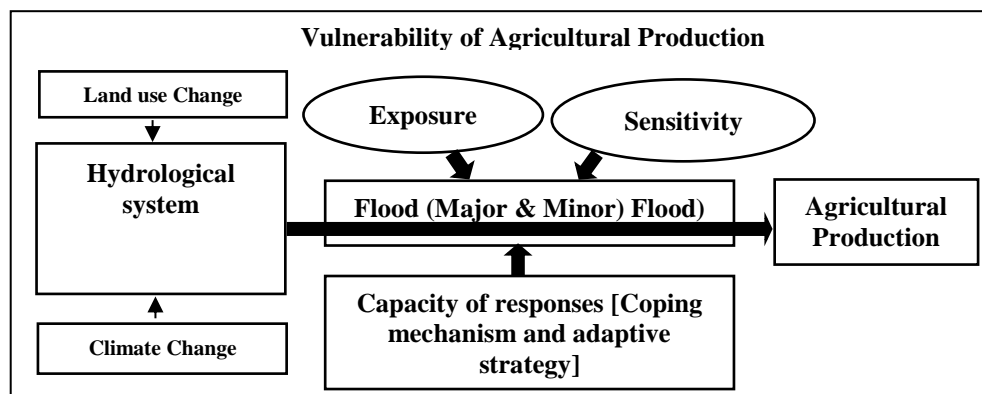 Vulnerability of Agricultural Production
Land use Change
Exposure
Sensitivity
Hydrological
system
Flood (Major & Minor) Flood)
Agricultural
Production
Capacity of responses [Coping
mechanism and adaptive
strategy]
Climate Change